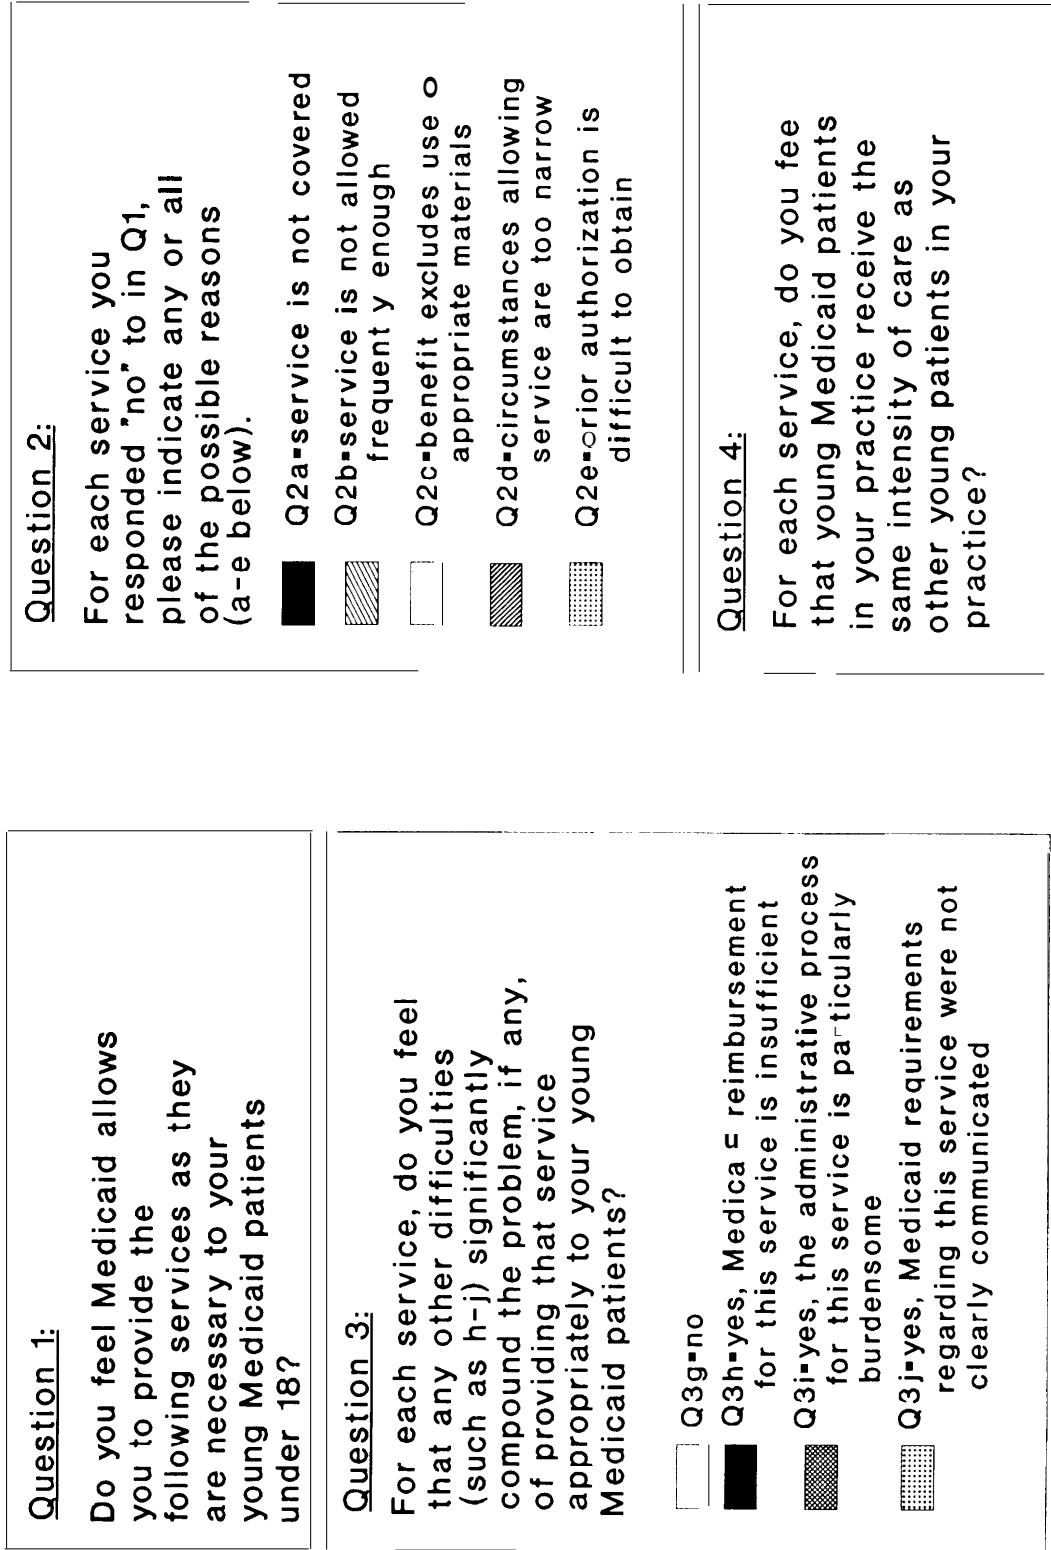 Question 1:
Do you feel Medicaid allows
you to provide the
following services as they
are necessary to your
young Medicaid patients
under 18?
Question 2:
For each service you
responded "no" to in Q1,
please indicate any or all
of the possible reasons
(a-e below).
Q2a=service is not covered
Q2b=service is not allowed
frequent y enough
Q2c=benefit excludes use o
appropriate materials
Q2d=circumstances allowing
service are too narrow
Q2e=prior authorization is
difficult to obtain
Question 3:
For each service, do you feel
that any other difficulties
(such as h-j) significantly
compound the problem, if any,
of providing that service
appropriately to your young
Medicaid patients?
Q3g=no
Q3h=yes, Medica = reimbursement
for this service is insufficient
Q3i=yes, the administrative process
for this service is particularly
burdensome
Q3j=yes, Medicaid requirements
regarding this service were not
clearly communicated
Question 4:
For each service, do you fee
that young Medicaid patients
in your practice receive the
same intensity of care as
other young patients in your
practice?